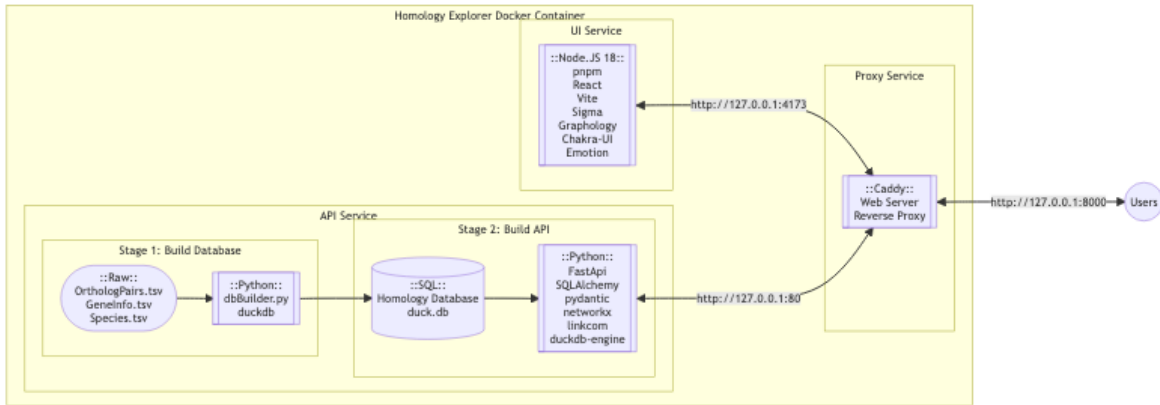 Homology Explorer Docker Container
UI Service
::Node.JS 18::
pnpm
React
Vite
Sigma
Graphology
Chakra-UI
Emotion
http://127.0.0.1:4173
Proxy Service
::Caddy::
Web Server
Reverse Proxy
http://127.0.0.1:8000
Users
API Service
Stage 1: Build Database
::Raw::
OrthologPairs.tsv
GeneInfo.tsv
Species.tsv
::Python::
dbBuilder.py
duckdb
Stage 2: Build API
::SQL::
Homology Database
duck.db
::Python::
FastApi
SQLAlchemy
pydantic
networkx
linkcom
duckdb-engine
http://127.0.0.1:80